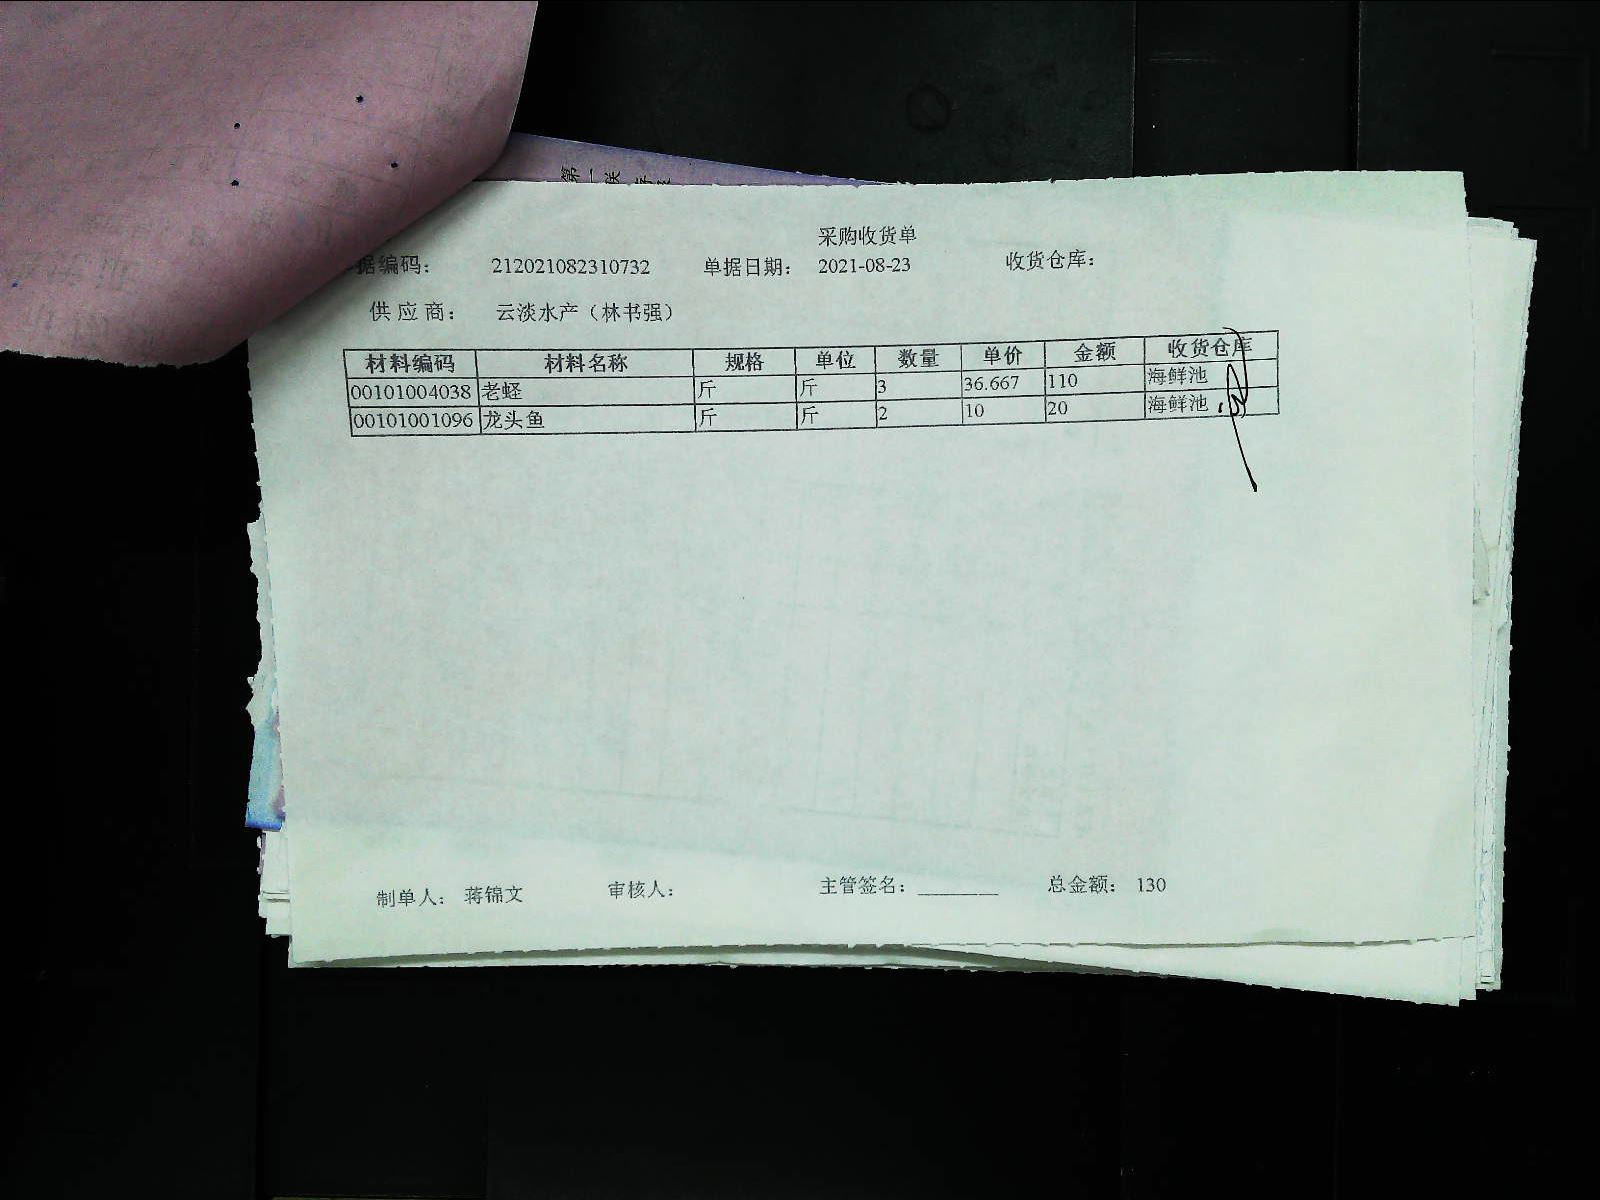 第一联
采购收货单
据编码： 212021082310732 单据日期： 2021-08-23 收货仓库：
供应商： 云淡水产（林书强）
材料编码 材料名称 规格 单位 数量 单价 金额 收货仓库
00101004038 老蛏 斤 斤 3 36.667 110 海鲜池
00101001096 龙头鱼 斤 斤 2 10 20 海鲜池
制单人： 蒋锦文 审核人： 主管签名： 总金额： 130